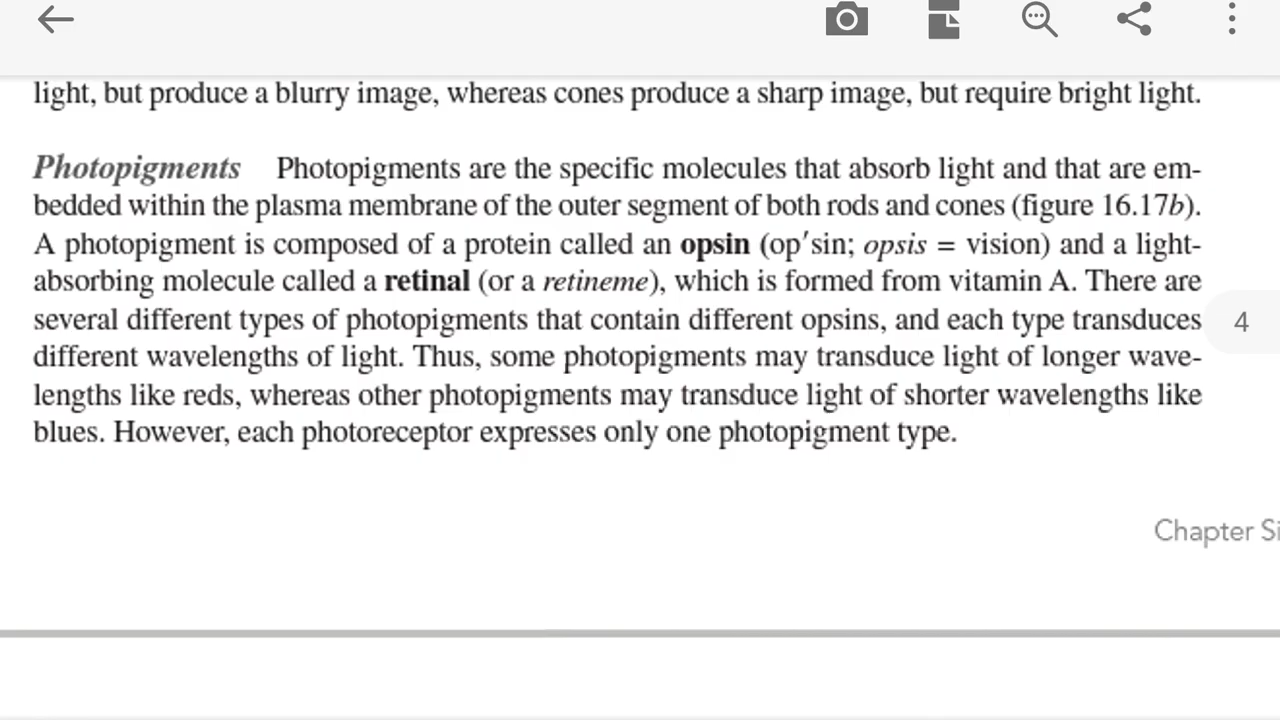 light, but produce a blurry image, whereas cones produce a sharp image, but require bright light.
Photopigments Photopigments are the specific molecules that absorb light and that are em-
bedded within the plasma membrane of the outer segment of both rods and cones (figure 16.17b).
A photopigment is composed of a protein called an opsin (op′sin; opsis = vision) and a light-
absorbing molecule called a retinal (or a retineme), which is formed from vitamin A. There are
several different types of photopigments that contain different opsins, and each type transduces
different wavelengths of light. Thus, some photopigments may transduce light of longer wave-
lengths like reds, whereas other photopigments may transduce light of shorter wavelengths like
blues. However, each photoreceptor expresses only one photopigment type.
4
Chapter Si